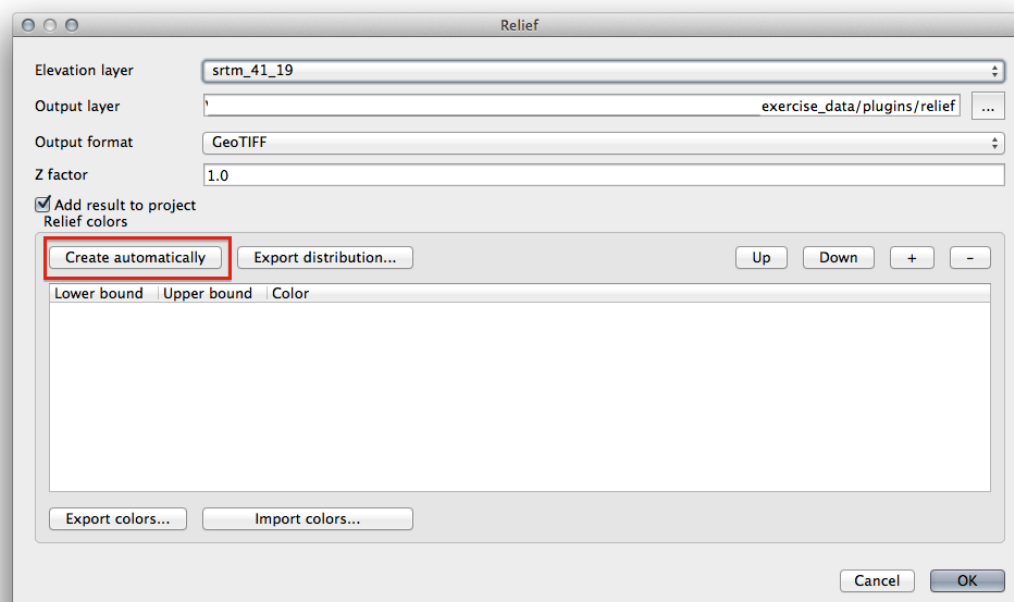 Relief
Elevation layer srtm_41_19
Output layer exercise_data/plugins/relief ...
Output format GeoTIFF
Z factor 1.0
Add result to project
Relief colors
Create automatically Export distribution... Up Down + -
Lower bound Upper bound Color
Export colors... Import colors...
Cancel OK